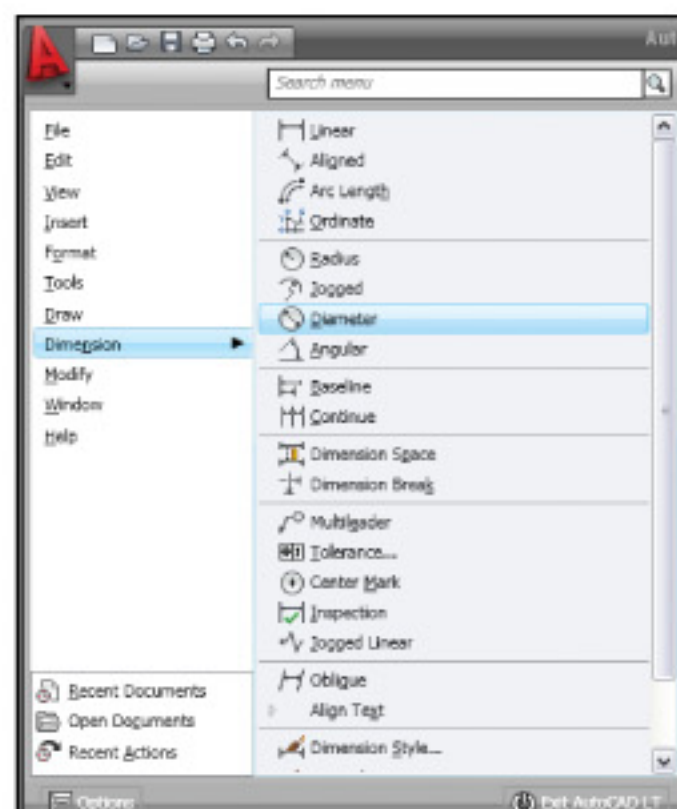 Aut
Search menu
File
Edit
View
Insert
Format
Tools
Draw
Dimension
Modify
Window
Help
Recent Documents
Open Documents
Recent Actions
Linear
Aligned
Arc Length
Ordinate
Radius
Jogged
Diameter
Angular
Baseline
Continue
Dimension Space
Dimension Break
Multileader
Tolerance...
Center Mark
Inspection
Jogged Linear
Oblique
Align Text
Dimension Style...
Options
Exit AutoCAD LT